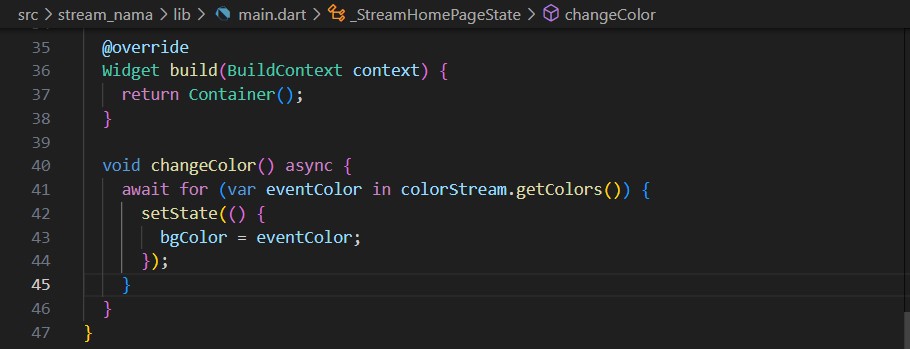 src > stream_nama > lib > main.dart > _StreamHomePageState > changeColor
35 @override
36 Widget build(BuildContext context) {
37 return Container();
38 }
39
40 void changeColor() async {
41 await for (var eventColor in colorStream.getColors()) {
42 setState(() {
43 bgColor = eventColor;
44 });
45 }
46 }
47 }